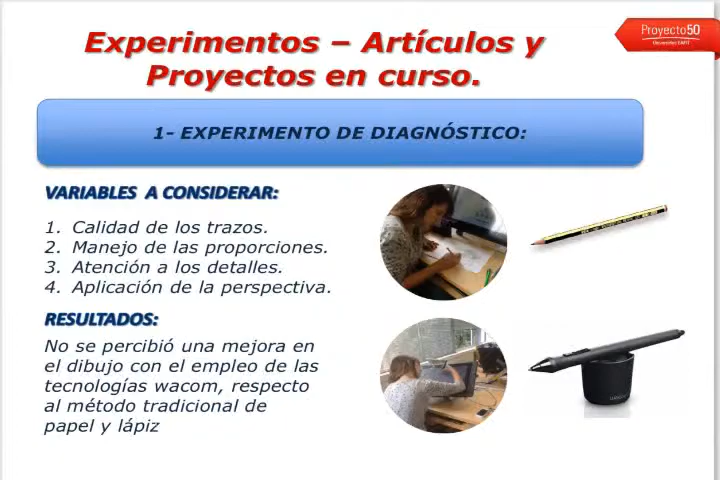 Experimentos – Artículos y
Proyectos en curso.
Proyecto50
1- EXPERIMENTO DE DIAGNÓSTICO:
VARIABLES A CONSIDERAR:
1. Calidad de los trazos.
2. Manejo de las proporciones.
3. Atención a los detalles.
4. Aplicación de la perspectiva.
RESULTADOS:
No se percibió una mejora en
el dibujo con el empleo de las
tecnologías wacom, respecto
al método tradicional de
papel y lápiz